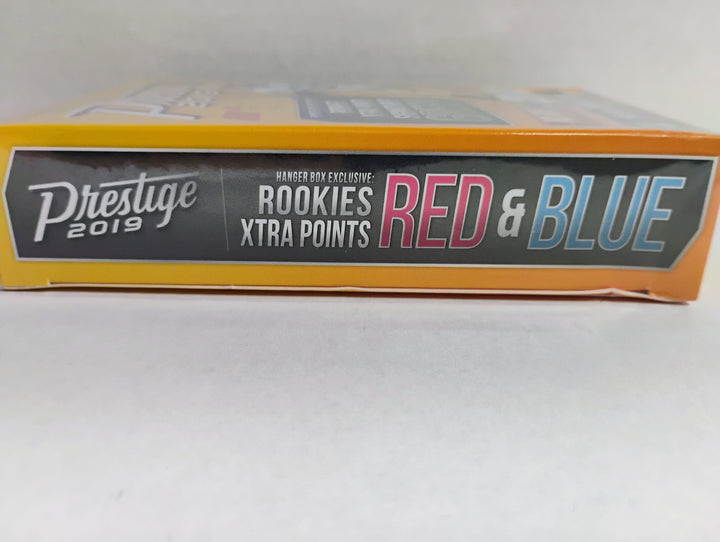 Prestige
2019
HANGER BOX EXCLUSIVE:
ROOKIES
XTRA POINTS
RED & BLUE